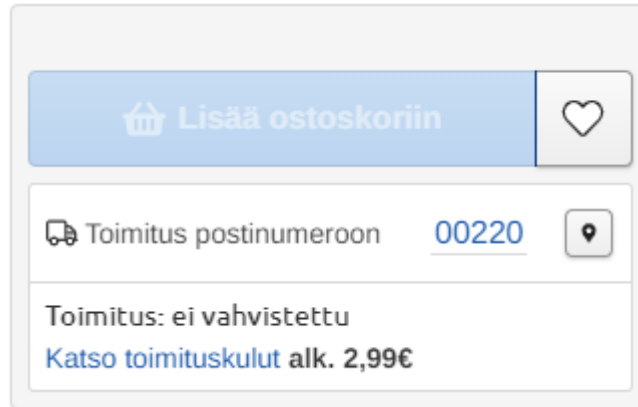 Lisää ostoskoriin
Toimitus postinumeroon 00220
Toimitus: ei vahvistettu
Katso toimituskulut alk. 2,99€